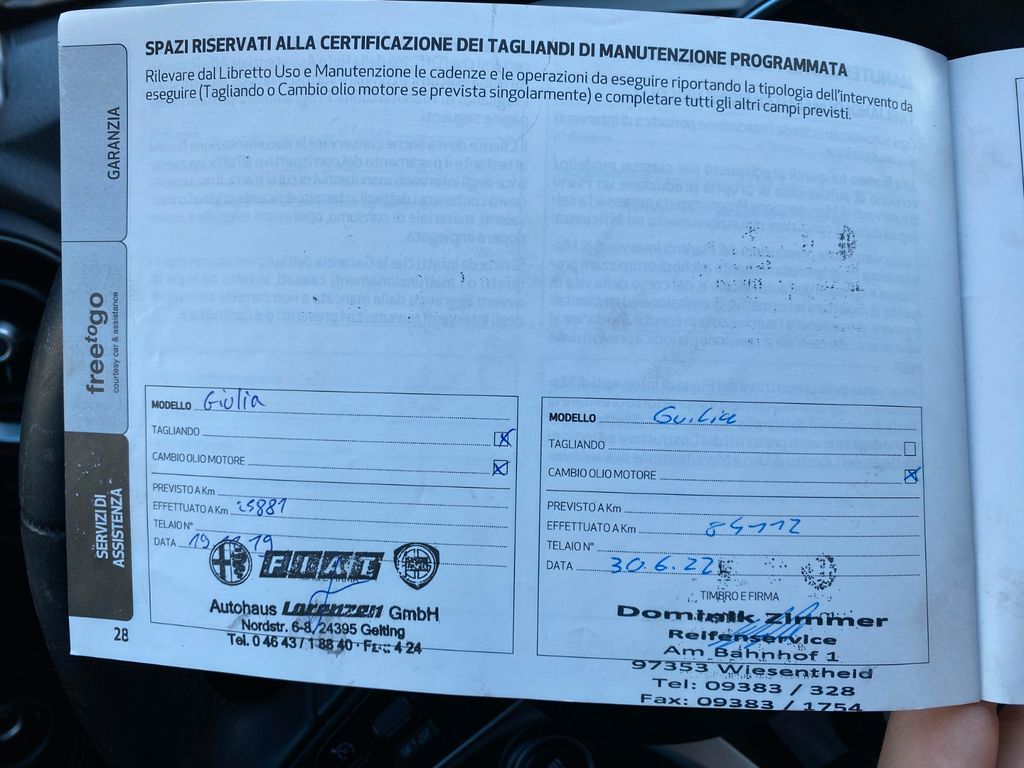 SPAZI RISERVATI ALLA CERTIFICAZIONE DEI TAGLIANDI DI MANUTENZIONE PROGRAMMATA
Rilevare dal Libretto Uso e Manutenzione le cadenze e le operazioni da eseguire riportando la tipologia dell'intervento da
eseguire (Tagliando o Cambio olio motore se prevista singolarmente) e completare tutti gli altri campi previsti.
GARANZIA
freetogo
courtesy car & assistance
SERVIZI DI
ASSISTENZA
28
MODELLO Giulia
TAGLIANDO
CAMBIO OLIO MOTORE
PREVISTO A Km
EFFETTUATO A Km
TELAIO N°
DATA
FIAT
Autohaus Lorenzen GmbH
Nordstr. 6-8, 24395 Gelting
Tel. 0 46 43 / 1 88 40
MODELLO Guilia
TAGLIANDO
CAMBIO OLIO MOTORE
PREVISTO A Km
EFFETTUATO A Km 84112
TELAIO N°
DATA 30.6.22
TIMBRO E FIRMA
Dominik Zimmer
Reifenservice
Am Bahnhof 1
97353 Wiesentheid
Tel: 09383 / 328
Fax: 09383 / 1754